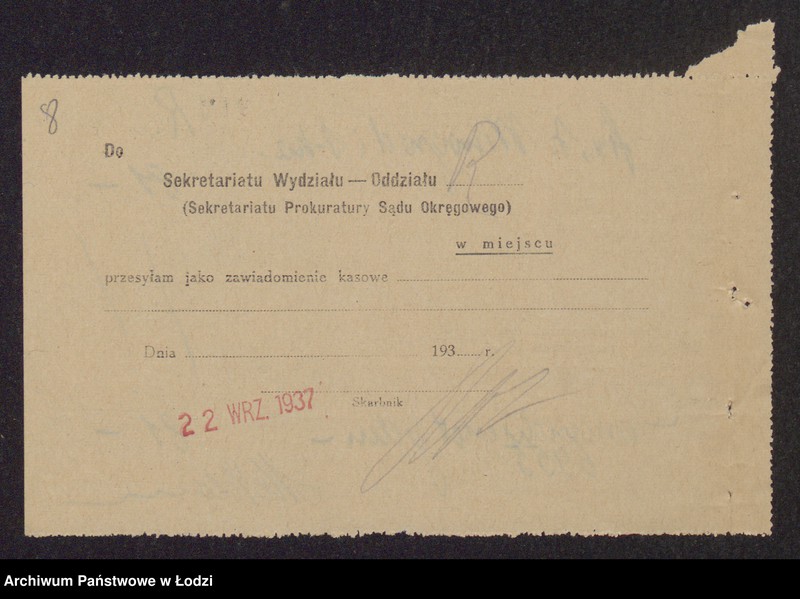 8
Do
Sekretariatu Wydziału — Oddziału R
(Sekretariatu Prokuratury Sądu Okręgowego)
w miejscu
przesyłam jako zawiadomienie kasowe
Dnia 193 r.
22 WRZ. 1937
Skarbnik
Archiwum Państwowe w Łodzi